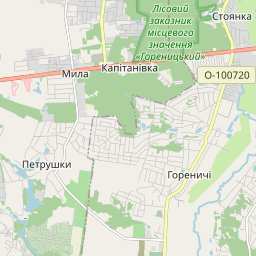 Лісовий
заказник
місцевого
значення
«Гореницький»
Стоянка
Мила
Капітанівка
О-100720
Петрушки
Гореничі